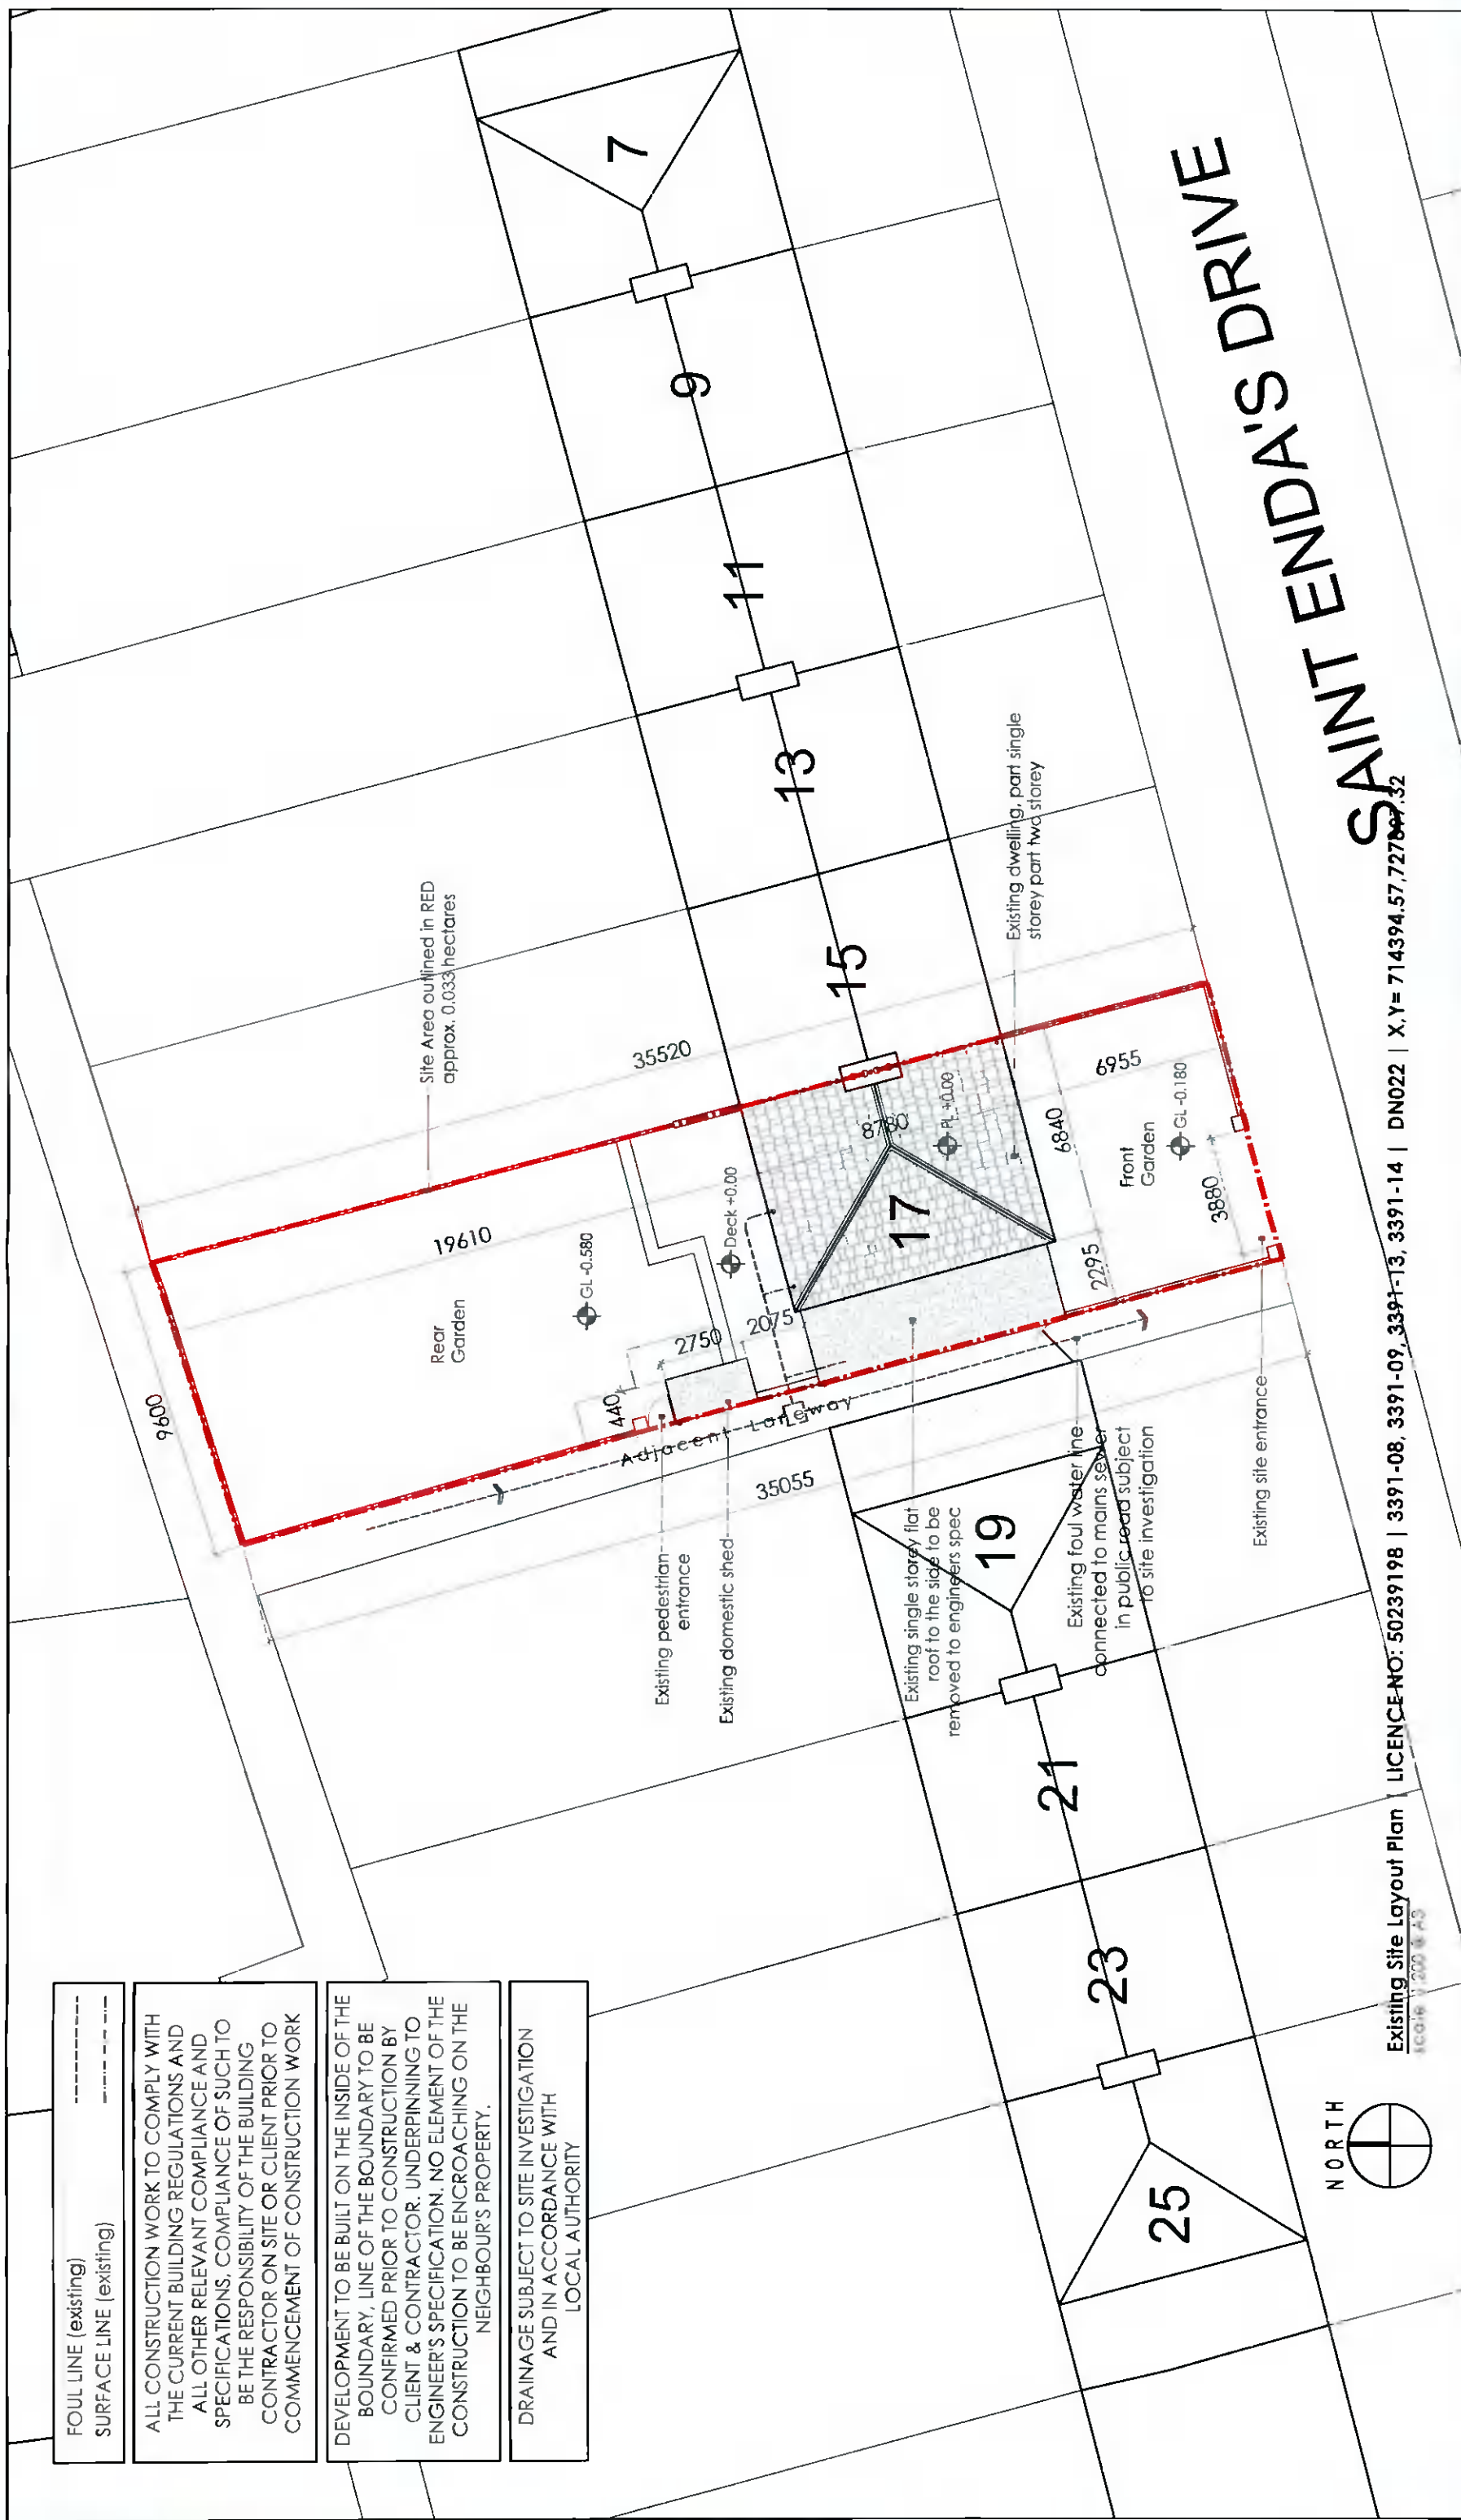 FOUL LINE (existing)
SURFACE LINE (existing)
ALL CONSTRUCTION WORK TO COMPLY WITH
THE CURRENT BUILDING REGULATIONS AND
ALL OTHER RELEVANT COMPLIANCE AND
SPECIFICATIONS, COMPLIANCE OF SUCH TO
BE THE RESPONSIBILITY OF THE BUILDING
CONTRACTOR ON SITE OR CLIENT PRIOR TO
COMMENCEMENT OF CONSTRUCTION WORK
DEVELOPMENT TO BE BUILT ON THE INSIDE OF THE
BOUNDARY, LINE OF THE BOUNDARY TO BE
CONFIRMED PRIOR TO CONSTRUCTION BY
CLIENT & CONTRACTOR. UNDERPINNING TO
ENGINEER'S SPECIFICATION. NO ELEMENT OF THE
CONSTRUCTION TO BE ENCROACHING ON THE
NEIGHBOUR'S PROPERTY.
DRAINAGE SUBJECT TO SITE INVESTIGATION
AND IN ACCORDANCE WITH
LOCAL AUTHORITY
Site Area outlined in RED
approx. 0.033 hectares
9600
35520
19610
Rear
Garden
GL -0.580
Deck +0.00
2750
2075
440
Adjacent Laneway
35055
8780
FL +0.00
6955
6840
2295
Front
Garden
GL -0.180
3880
Existing dwelling, part single
storey part two storey
Existing pedestrian
entrance
Existing domestic shed
Existing single storey flat
roof to the side to be
removed to engineers spec
Existing foul water line
connected to mains sewer
in public road subject
to site investigation
Existing site entrance
7
9
11
13
15
17
19
21
23
25
SAINT ENDA'S DRIVE
NORTH
Existing Site Layout Plan | LICENCE NO: 50239198 | 3391-08, 3391-09, 3391-13, 3391-14 | DN022 | X,Y= 714394.57,727897.32
scale 1:200 @ A3